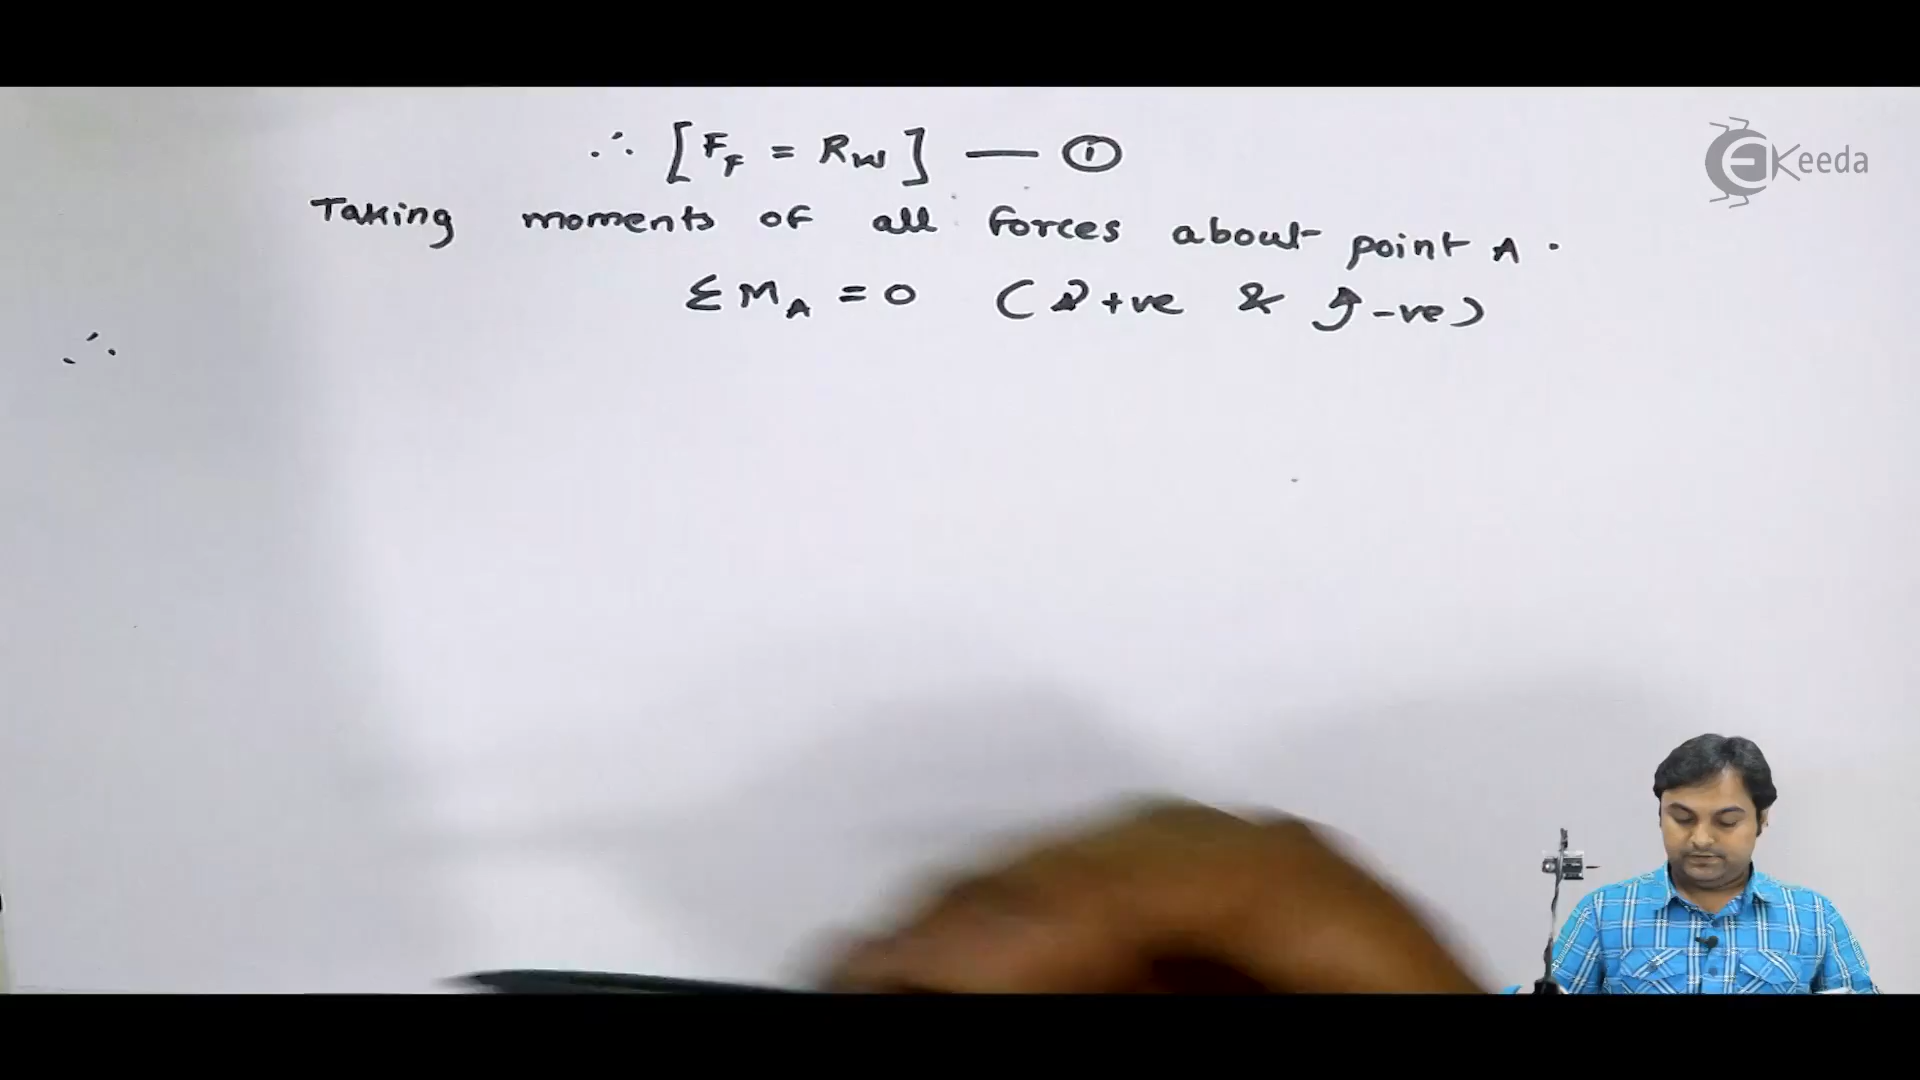 ∴ [F_F = R_W] — ①
EKeeda
Taking moments of all forces about point A.
ΣM_A = 0 (↻+ve & ↺-ve)
∴